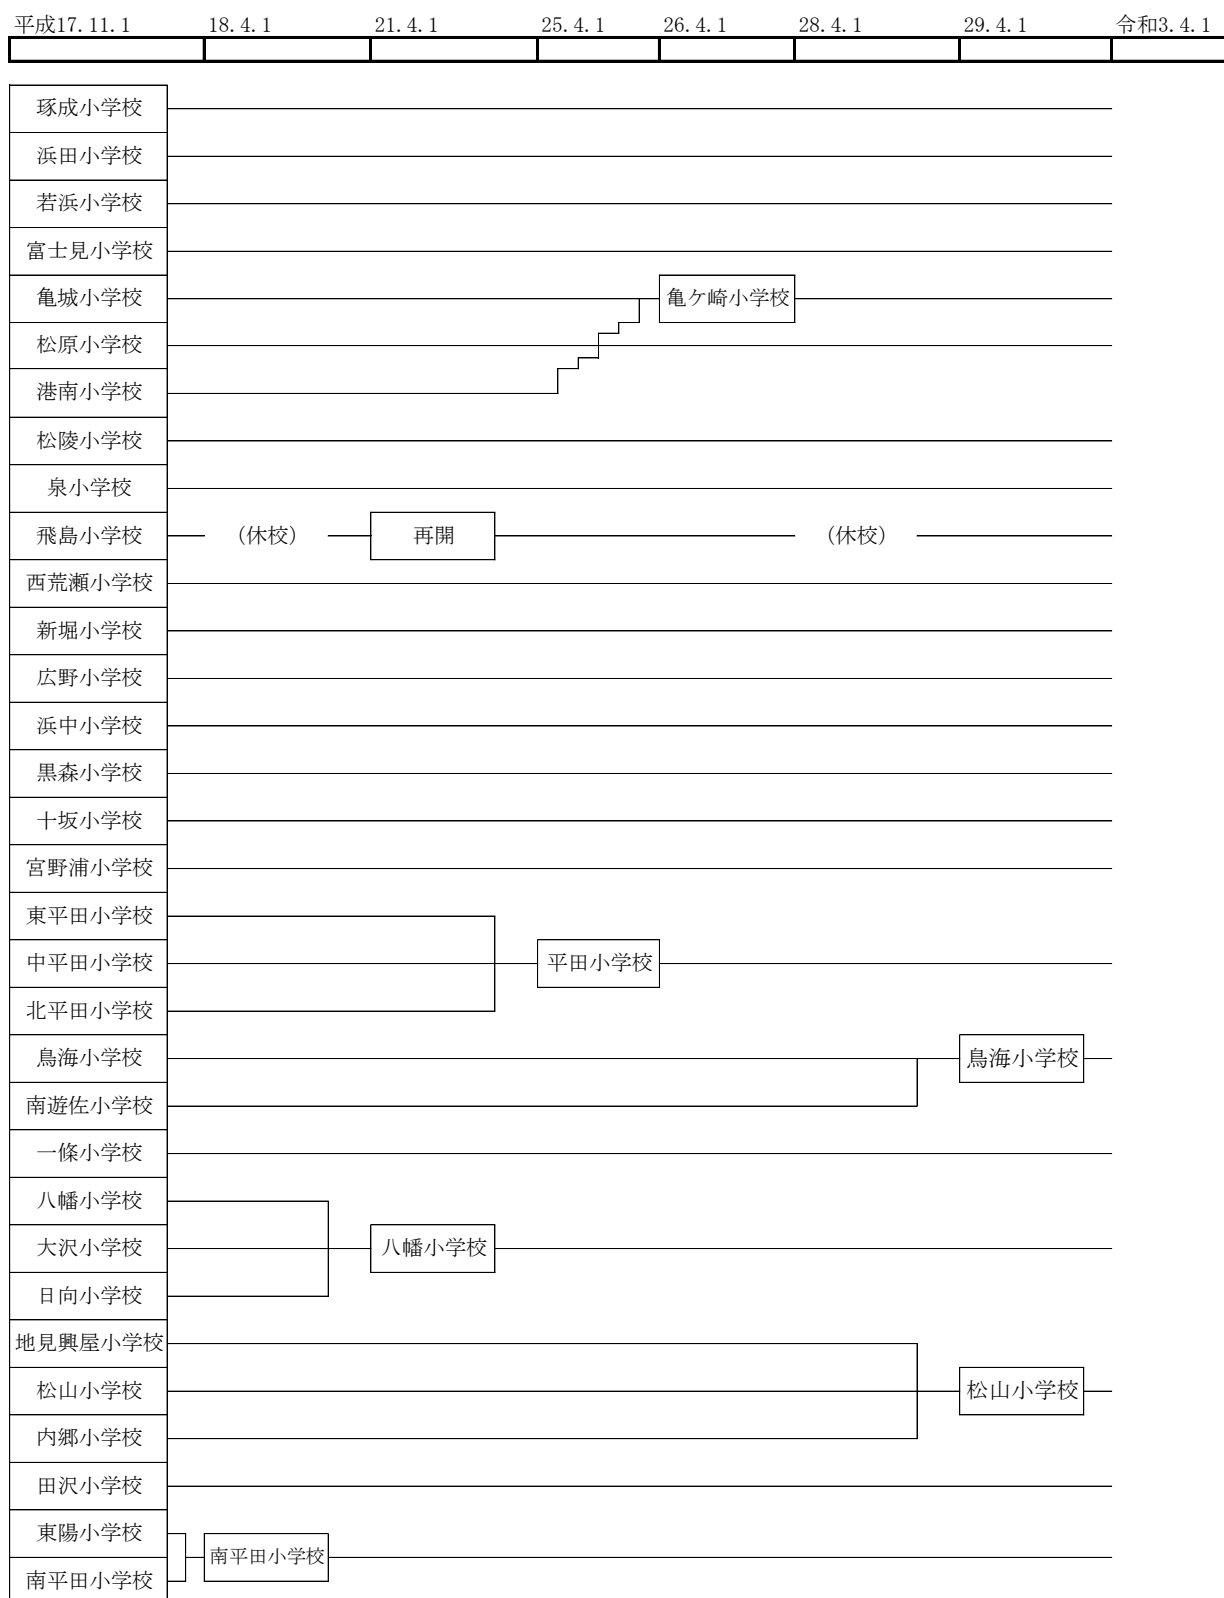 平成17.11.1 18.4.1 21.4.1 25.4.1 26.4.1 28.4.1 29.4.1 令和3.4.1
琢成小学校
浜田小学校
若浜小学校
富士見小学校
亀城小学校 亀ケ崎小学校
松原小学校
港南小学校
松陵小学校
泉小学校
飛島小学校 (休校) 再開 (休校)
西荒瀬小学校
新堀小学校
広野小学校
浜中小学校
黒森小学校
十坂小学校
宮野浦小学校
東平田小学校
中平田小学校 平田小学校
北平田小学校
鳥海小学校 鳥海小学校
南遊佐小学校
一條小学校
八幡小学校
大沢小学校 八幡小学校
日向小学校
地見興屋小学校
松山小学校 松山小学校
内郷小学校
田沢小学校
東陽小学校
南平田小学校
南平田小学校